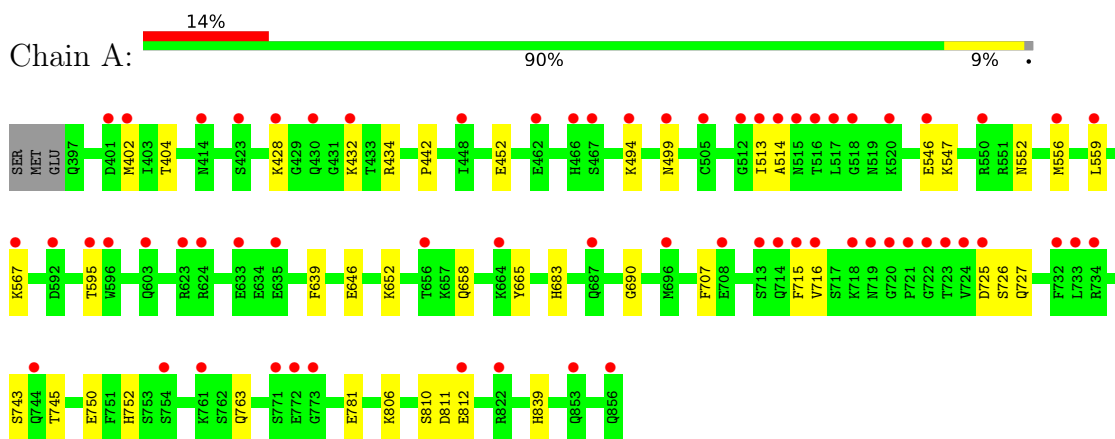 14%
Chain A:
90% 9% •
SER MET GLU Q397 D401 M402 I403 T404 N414 S423 K428 G429 Q430 G431 K432 T433 R434 P442 I448 E452 E462 H466 S467 K494 N499 C505 G512 I513 A514 N515 T516 L517 G518 N519 K520 E546 K547 R550 R551 N552 M556 L559
K567 D592 T595 W596 Q603 R623 R624 E633 E634 E635 F639 E646 K652 T656 K657 Q658 K664 Y665 H683 Q687 G690 M696 F707 E708 S713 Q714 F715 V716 S717 K718 N719 G720 P721 G722 T723 V724 D725 S726 Q727 F732 L733 R734
S743 Q744 T745 E750 F751 H752 S753 S754 K761 S762 Q763 S771 E772 G773 E781 K806 S810 D811 E812 R822 H839 Q853 Q856